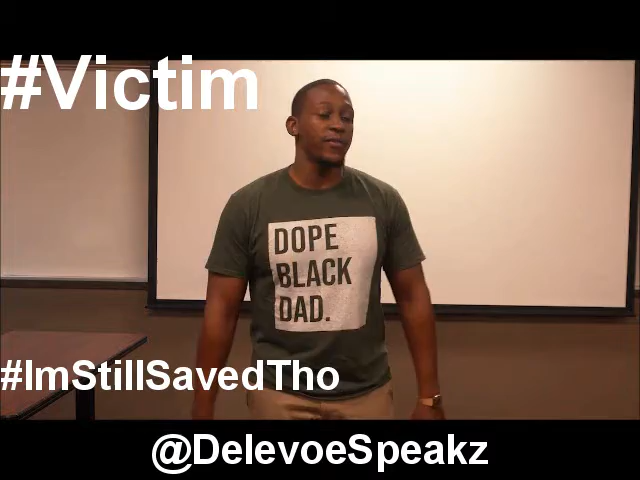 #Victim
DOPE
BLACK
DAD.
#ImStillSavedTho
@DelevoeSpeakz